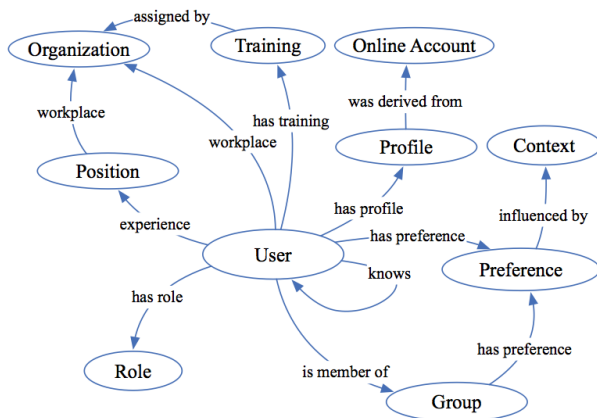 assigned by
Organization
Training
Online Account
was derived from
workplace
has training
workplace
Position
Profile
Context
has profile
influenced by
experience
has preference
User
Preference
knows
has role
has preference
Role
is member of
Group